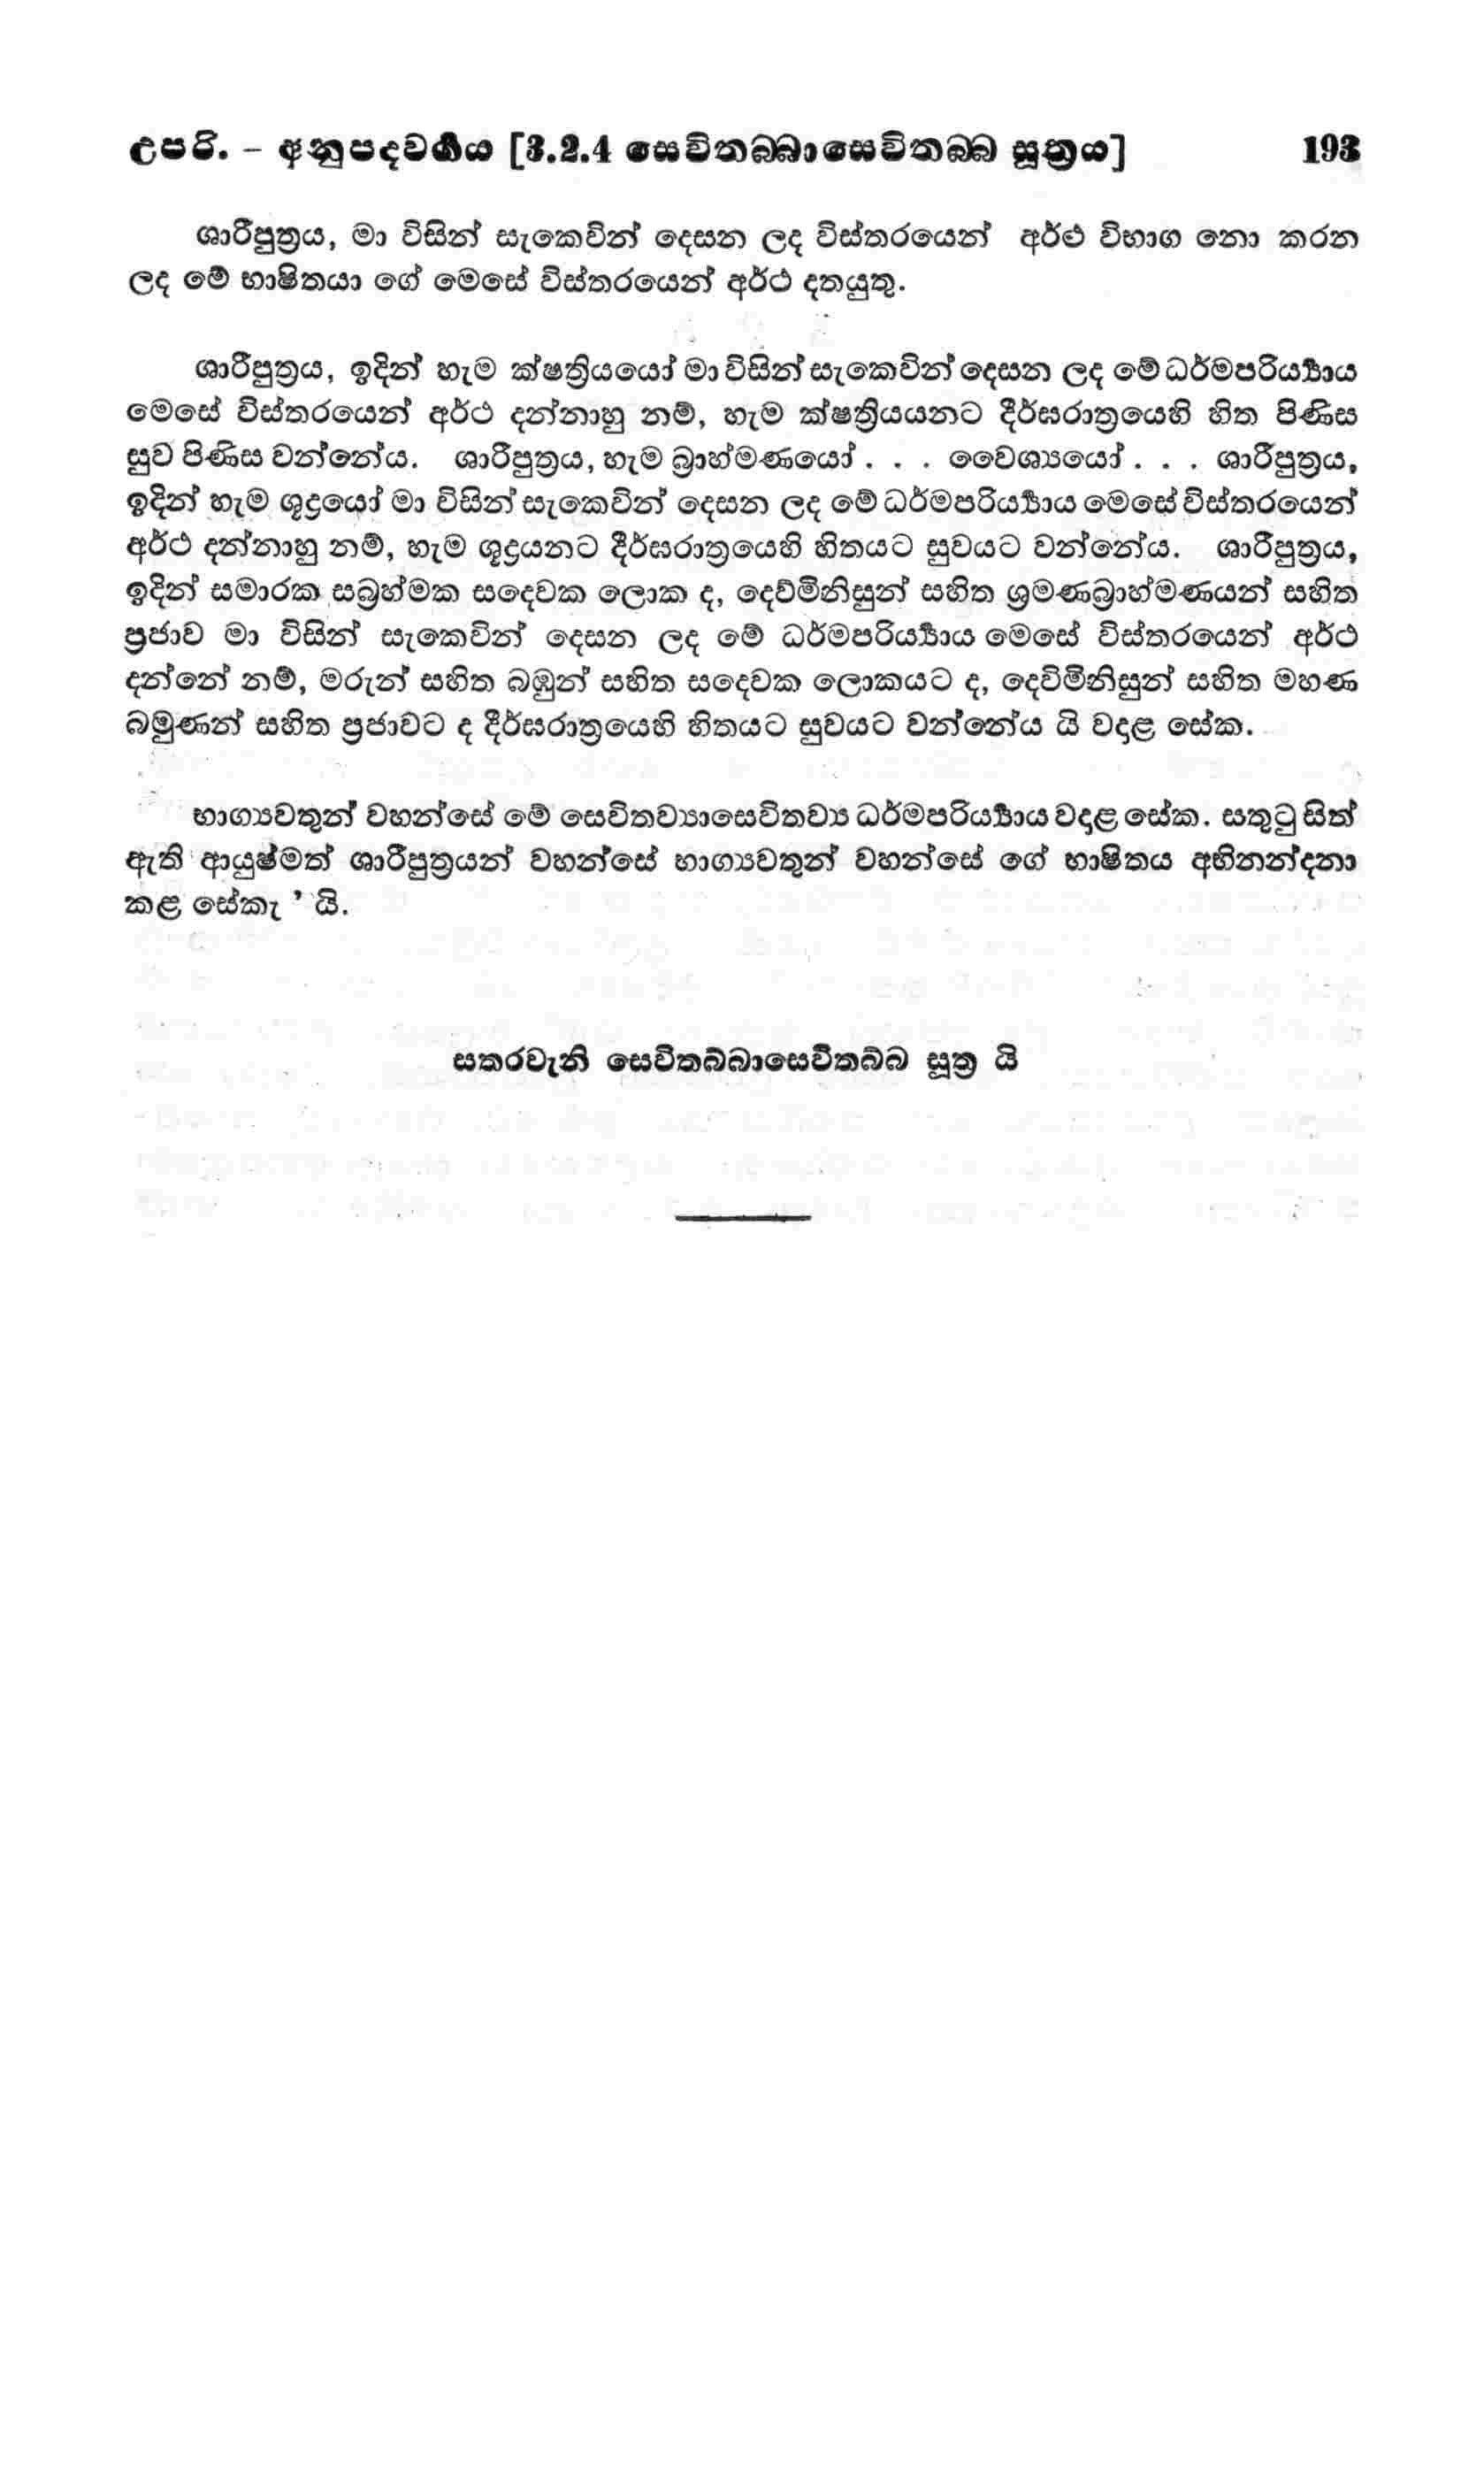 උපරි. - අනුපදවර්‍ගය [3.2.4 සෙවිතබ්බාසෙවිතබ්බ සූත්‍රය] 193
ශාරීපුත්‍රය, මා විසින් සැකෙවින් දෙසන ලද විස්තරයෙන් අර්ථ විභාග නො කරන
ලද මේ භාෂිතයා ගේ මෙසේ විස්තරයෙන් අර්ථ දතයුතු.
ශාරීපුත්‍රය, ඉදින් හැම ක්ෂත්‍රියයෝ මා විසින් සැකෙවින් දෙසන ලද මේ ධර්මපරිය්‍යාර්‍ය
මෙසේ විස්තරයෙන් අර්ථ දන්නාහු නම්, හැම ක්ෂත්‍රියයනට දීර්ඝරාත්‍රයෙහි හිත පිණිස
සුව පිණිස වන්නේය. ශාරීපුත්‍රය, හැම බ්‍රාහ්මණයෝ . . . වෛශ්‍යයෝ . . . ශාරීපුත්‍රය,
ඉදින් හැම ශූද්‍රයෝ මා විසින් සැකෙවින් දෙසන ලද මේ ධර්මපරිය්‍යාර්‍ය මෙසේ විස්තරයෙන්
අර්ථ දන්නාහු නම්, හැම ශූද්‍රයනට දීර්ඝරාත්‍රයෙහි හිතයට සුවයට වන්නේය. ශාරීපුත්‍රය,
ඉදින් සමාරක සබ්‍රහ්මක සදෙවක ලොක ද, දෙව්මිනිසුන් සහිත ශ්‍රමණබ්‍රාහ්මණයන් සහිත
ප්‍රජාව මා විසින් සැකෙවින් දෙසන ලද මේ ධර්මපරිය්‍යාර්‍ය මෙසේ විස්තරයෙන් අර්ථ
දන්නේ නම්, මරුන් සහිත බඹුන් සහිත සදෙවක ලොකයට ද, දෙව්මිනිසුන් සහිත මහණ
බමුණන් සහිත ප්‍රජාවට ද දීර්ඝරාත්‍රයෙහි හිතයට සුවයට වන්නේය යි වදාළ සේක.
භාග්‍යවතුන් වහන්සේ මේ සෙවිතව්‍යාසෙවිතව්‍ය ධර්මපරිය්‍යාර්‍ය වදාළ සේක. සතුටු සිත්
ඇති ආයුෂ්මත් ශාරීපුත්‍රයන් වහන්සේ භාග්‍යවතුන් වහන්සේ ගේ භාෂිතය අභිනන්දනා
කළ සේකැ ' යි.
සතරවැනි සෙවිතබ්බාසෙවිතබ්බ සූත්‍ර යි